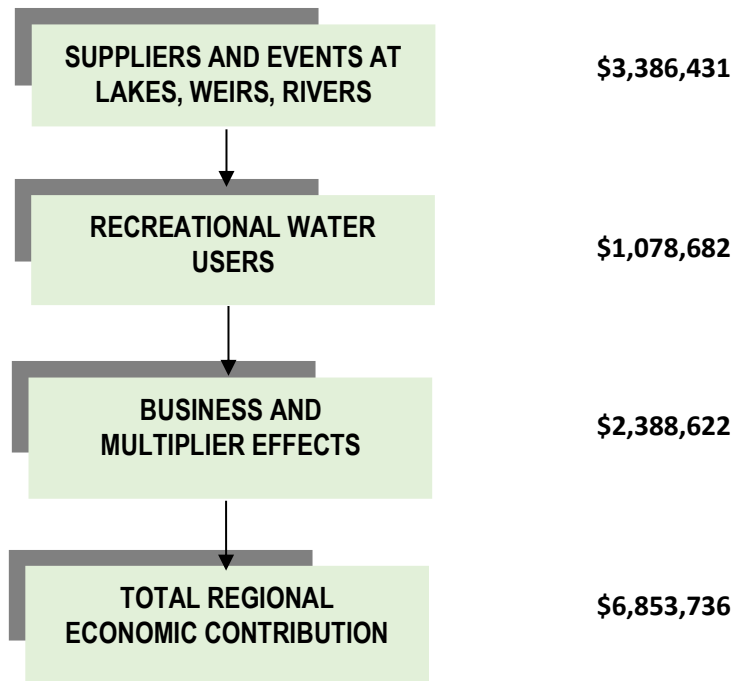 SUPPLIERS AND EVENTS AT
LAKES, WEIRS, RIVERS
$3,386,431
RECREATIONAL WATER
USERS
$1,078,682
BUSINESS AND
MULTIPLIER EFFECTS
$2,388,622
TOTAL REGIONAL
ECONOMIC CONTRIBUTION
$6,853,736